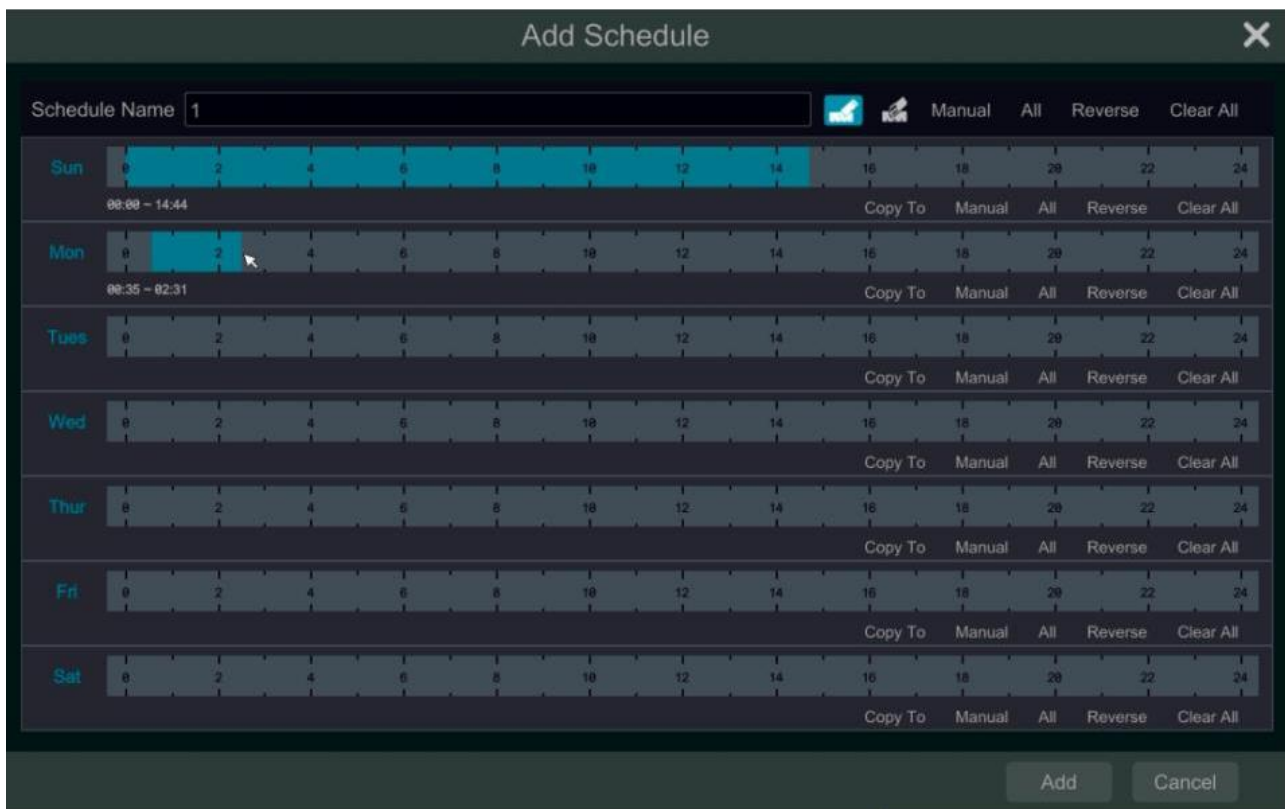 Add Schedule
Schedule Name 1 Manual All Reverse Clear All
Sun 0 2 4 6 8 10 12 14 16 18 20 22 24
00:00 ~ 14:44 Copy To Manual All Reverse Clear All
Mon 0 2 4 6 8 10 12 14 16 18 20 22 24
00:35 ~ 02:31 Copy To Manual All Reverse Clear All
Tues 0 2 4 6 8 10 12 14 16 18 20 22 24
Copy To Manual All Reverse Clear All
Wed 0 2 4 6 8 10 12 14 16 18 20 22 24
Copy To Manual All Reverse Clear All
Thur 0 2 4 6 8 10 12 14 16 18 20 22 24
Copy To Manual All Reverse Clear All
Fri 0 2 4 6 8 10 12 14 16 18 20 22 24
Copy To Manual All Reverse Clear All
Sat 0 2 4 6 8 10 12 14 16 18 20 22 24
Copy To Manual All Reverse Clear All
Add Cancel